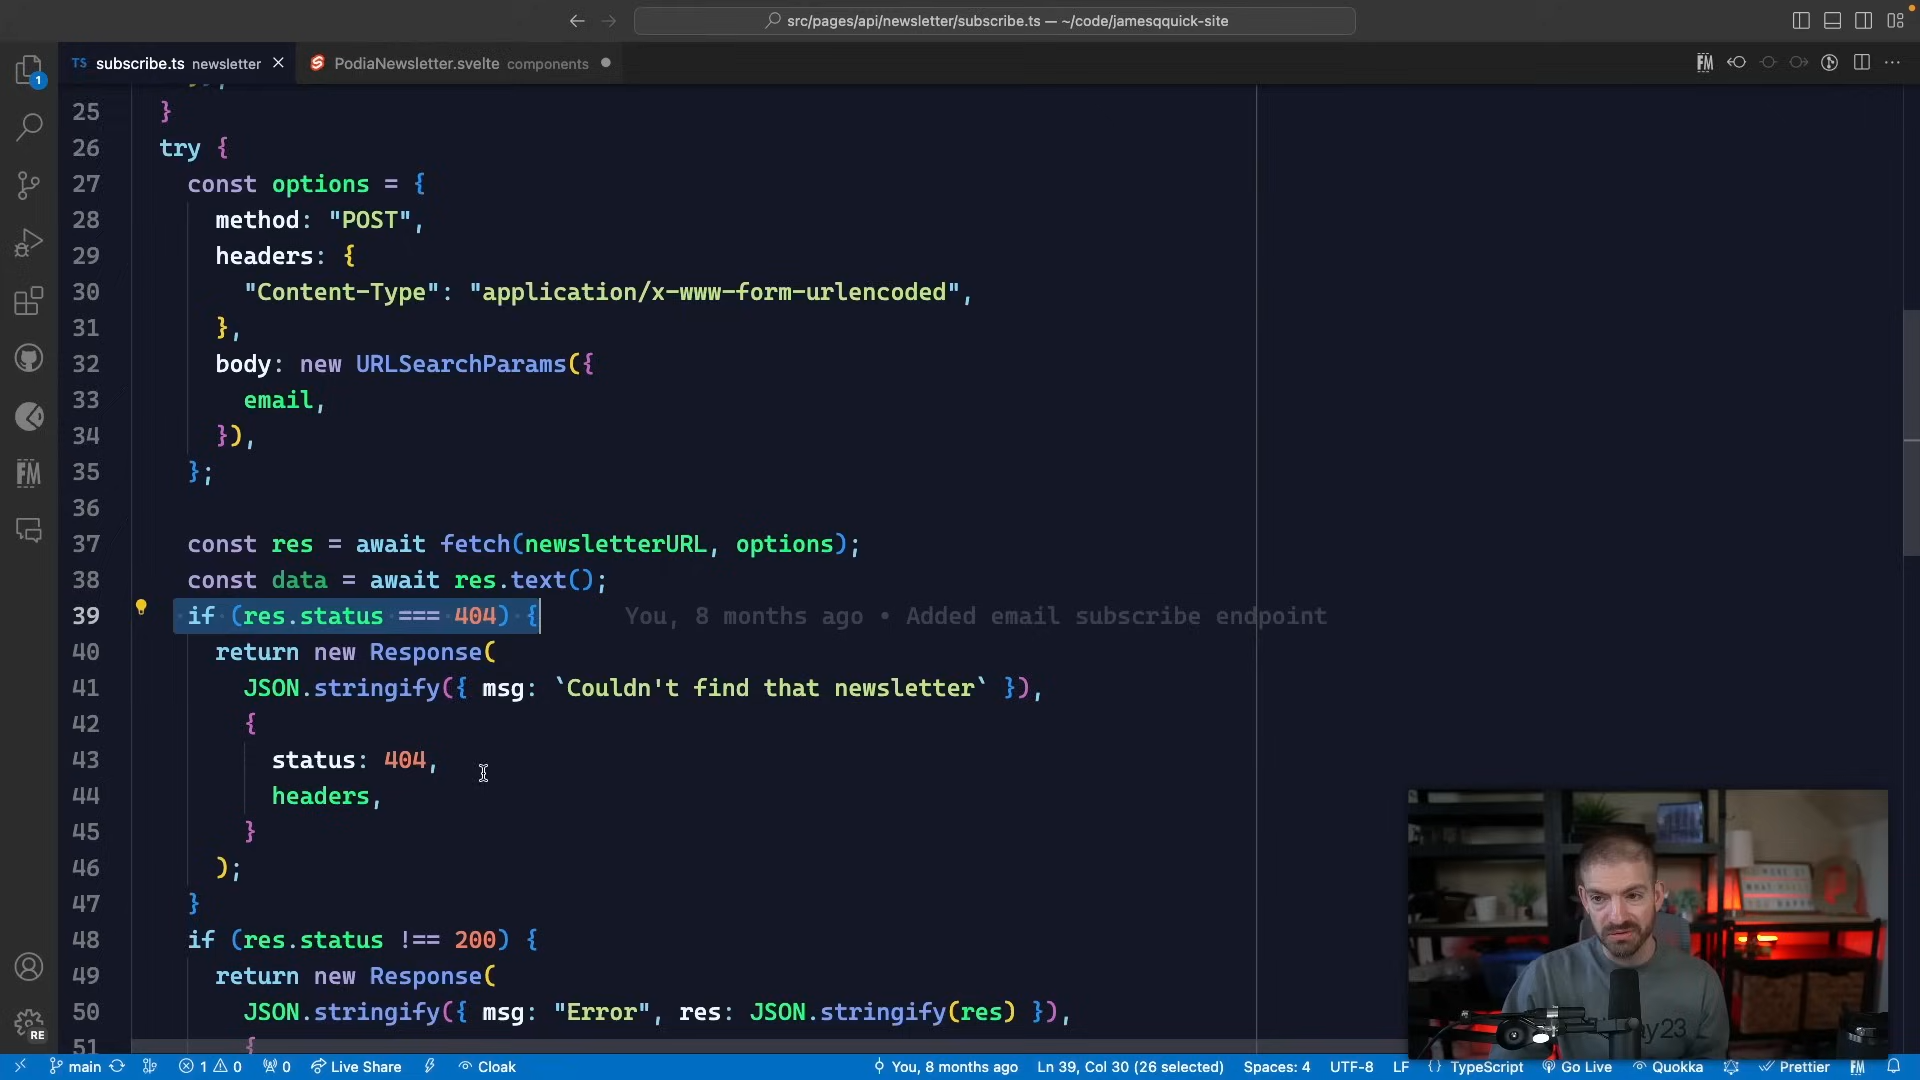 src/pages/api/newsletter/subscribe.ts — ~/code/jamesqquick-site
TS subscribe.ts newsletter
PodiaNewsletter.svelte components
FM
1
25 }
26 try {
27 const options = {
28 method: "POST",
29 headers: {
30 "Content-Type": "application/x-www-form-urlencoded",
31 },
32 body: new URLSearchParams({
33 email,
34 }),
35 };
36
37 const res = await fetch(newsletterURL, options);
38 const data = await res.text();
39 if (res.status === 404) { You, 8 months ago • Added email subscribe endpoint
40 return new Response(
41 JSON.stringify({ msg: `Couldn't find that newsletter` }),
42 {
43 status: 404,
44 headers,
45 }
46 );
47 }
48 if (res.status !== 200) {
49 return new Response(
50 JSON.stringify({ msg: "Error", res: JSON.stringify(res) }),
51 {
FM
RE
main 1 0 0 Live Share Cloak You, 8 months ago Ln 39, Col 30 (26 selected) Spaces: 4 UTF-8 LF {} TypeScript Go Live Quokka Prettier FM